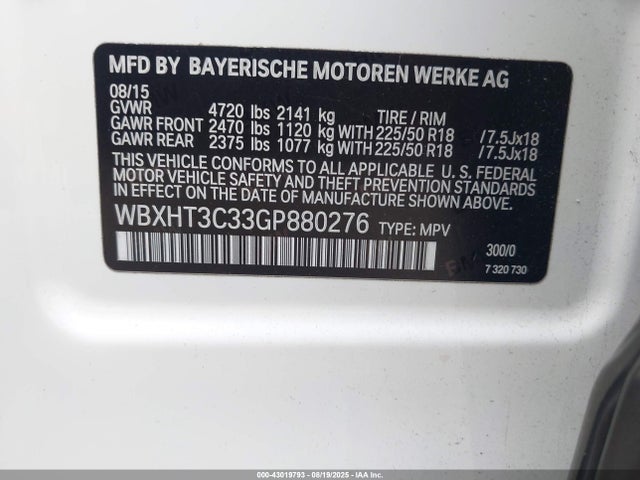 MFD BY BAYERISCHE MOTOREN WERKE AG
08/15
GVWR 4720 lbs 2141 kg TIRE / RIM
GAWR FRONT 2470 lbs 1120 kg WITH 225/50 R18 /7.5Jx18
GAWR REAR 2375 lbs 1077 kg WITH 225/50 R18 /7.5Jx18
THIS VEHICLE CONFORMS TO ALL APPLICABLE U. S. FEDERAL
MOTOR VEHICLE SAFETY AND THEFT PREVENTION
STANDARDS IN EFFECT ON THE DATE OF MANUFACTURE SHOWN ABOVE.
WBXHT3C33GP880276 TYPE: MPV
300/0
7 320 730
000-43019793 - 08/19/2025 - IAAI.COM